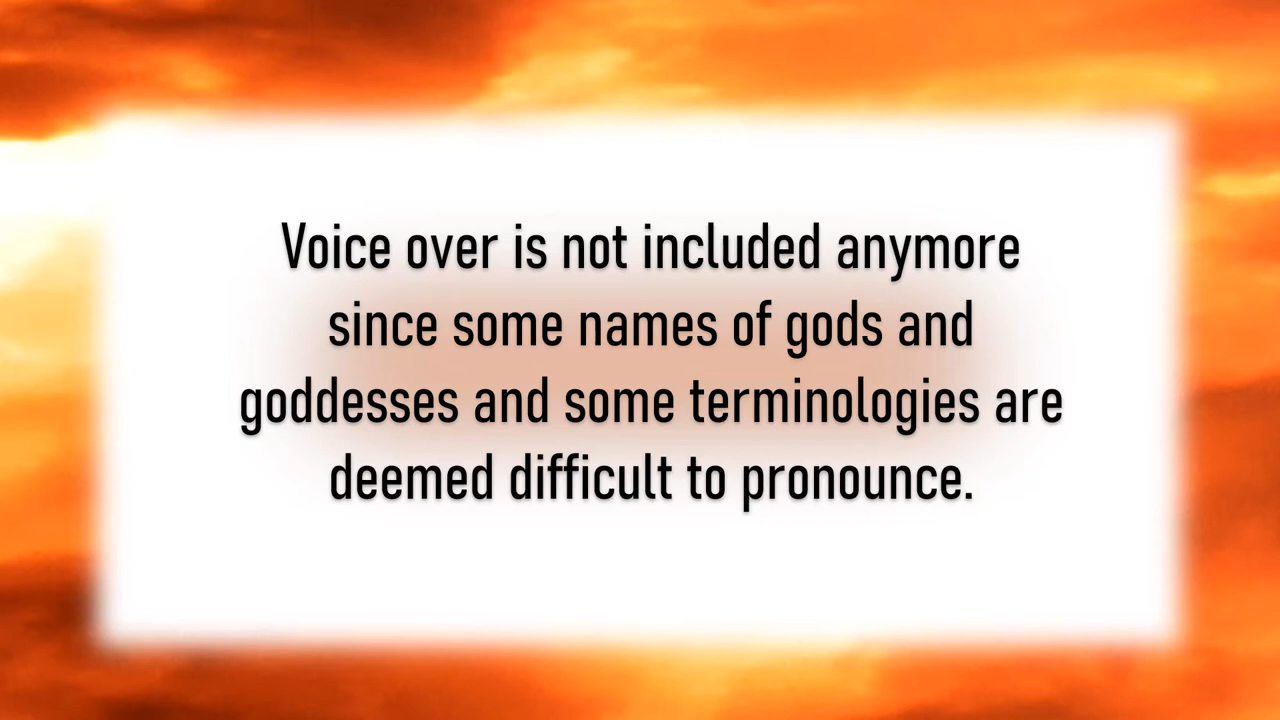 Voice over is not included anymore
since some names of gods and
goddesses and some terminologies are
deemed difficult to pronounce.